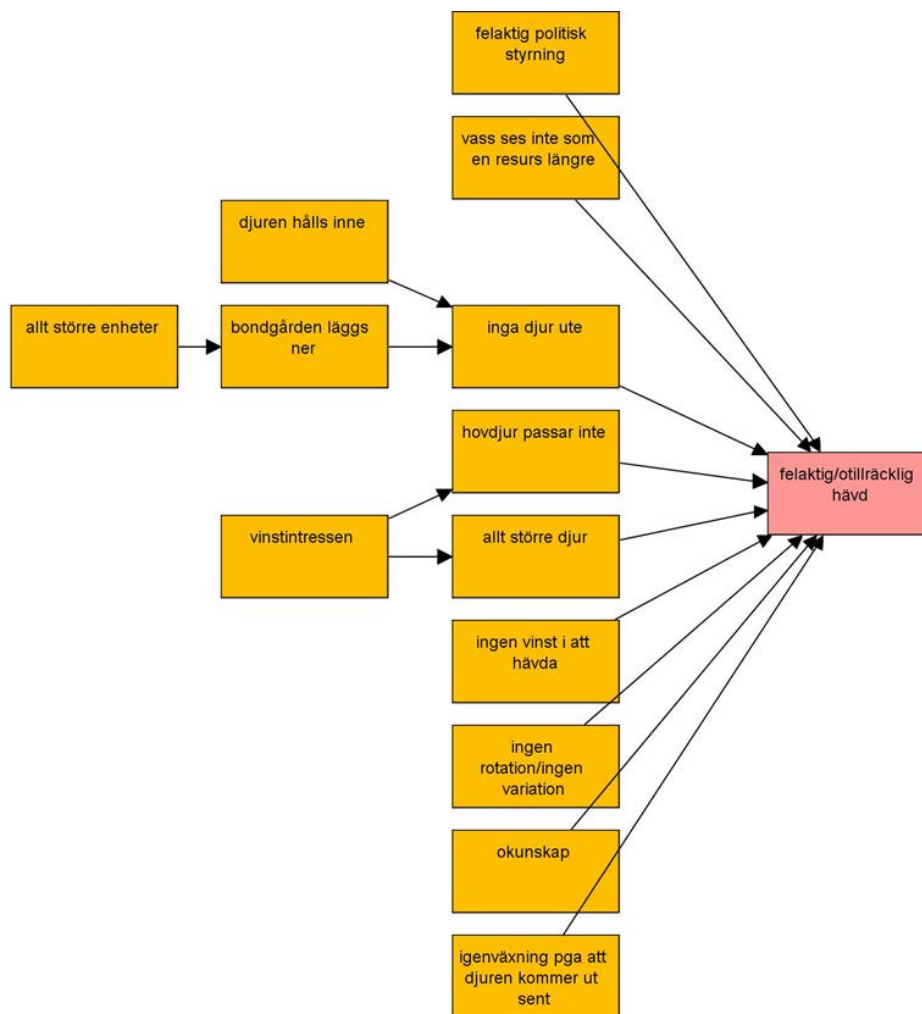 felaktig politisk
styrning
vass ses inte som
en resurs längre
djuren hålls inne
allt större enheter
bondgården läggs
ner
inga djur ute
hovdjur passar inte
felaktig/otillräcklig
hävd
vinstintressen
allt större djur
ingen vinst i att
hävda
ingen
rotation/ingen
variation
okunskap
igenväxning pga att
djuren kommer ut
sent